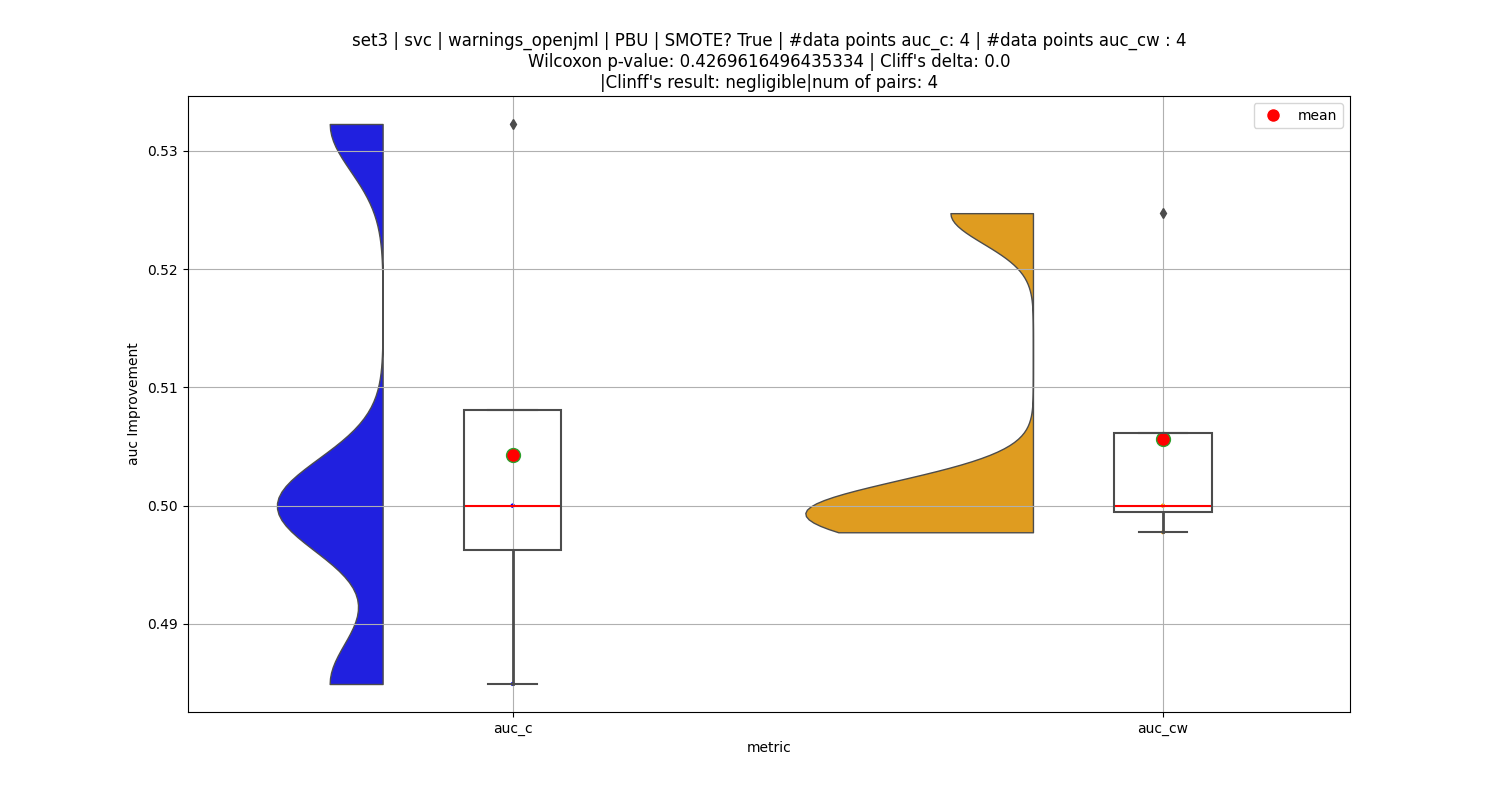 set3 | svc | warnings_openjml | PBU | SMOTE? True | #data points auc_c: 4 | #data points auc_cw : 4
Wilcoxon p-value: 0.4269616496435334 | Cliff's delta: 0.0
|Clinff's result: negligible|num of pairs: 4
mean
0.53
0.52
0.51
0.50
0.49
auc Improvement
auc_c
auc_cw
metric